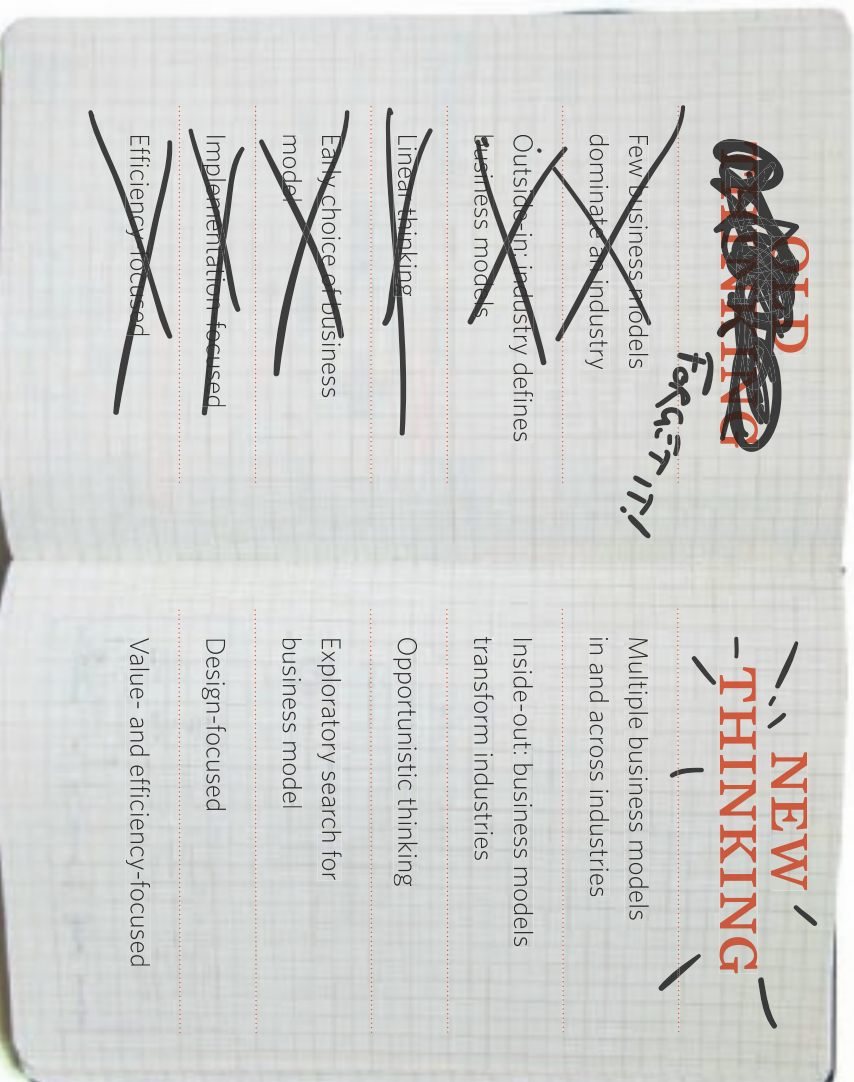 OLD
THINKING
FORGET IT!
Few business models
dominate an industry
Outside-in: industry defines
business models
Linear thinking
Early choice of business
model
Implementation-focused
Efficiency-focused
NEW
THINKING
Multiple business models
in and across industries
Inside-out: business models
transform industries
Opportunistic thinking
Exploratory search for
business model
Design-focused
Value- and efficiency-focused